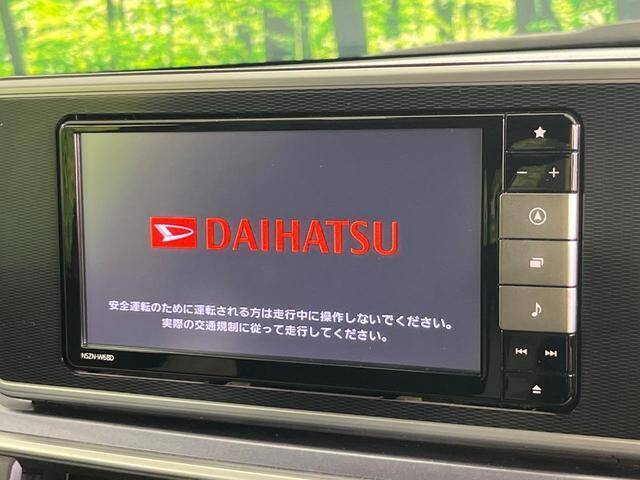 DAIHATSU
安全運転のために運転される方は走行中に操作しないでください。
実際の交通規制に従って走行してください。
NSZN-W68D